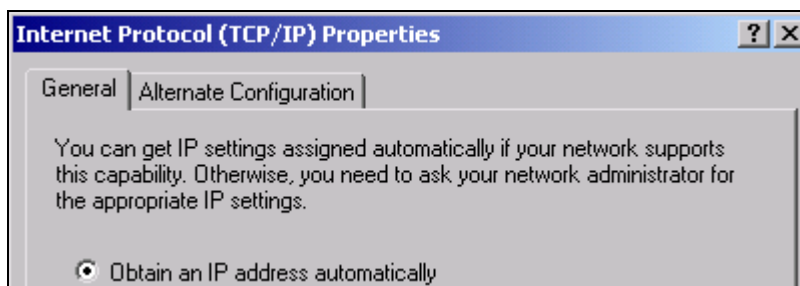 Internet Protocol (TCP/IP) Properties
General
Alternate Configuration
You can get IP settings assigned automatically if your network supports
this capability. Otherwise, you need to ask your network administrator for
the appropriate IP settings.
Obtain an IP address automatically